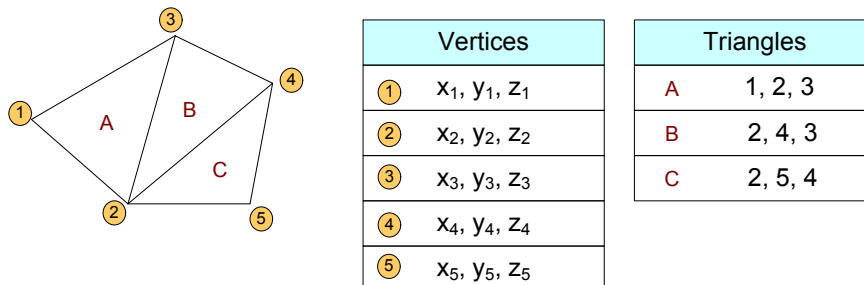 3
4
1
A
B
C
2
5
Vertices
1 x₁, y₁, z₁
2 x₂, y₂, z₂
3 x₃, y₃, z₃
4 x₄, y₄, z₄
5 x₅, y₅, z₅
Triangles
A 1, 2, 3
B 2, 4, 3
C 2, 5, 4